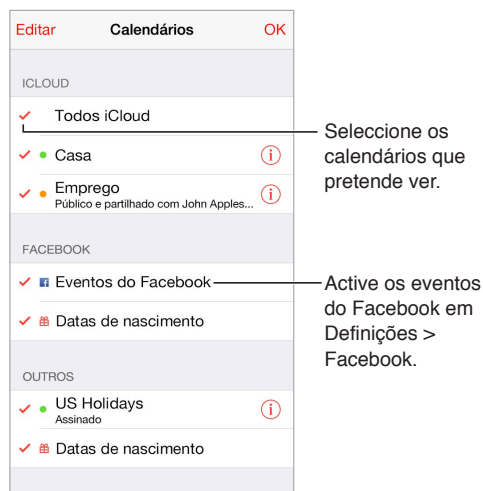 Editar Calendários OK
ICLOUD
Todos iCloud
Casa
Emprego
Público e partilhado com John Apples...
FACEBOOK
Eventos do Facebook
Datas de nascimento
OUTROS
US Holidays
Assinado
Datas de nascimento
Seleccione os
calendários que
pretende ver.
Active os eventos
do Facebook em
Definições >
Facebook.